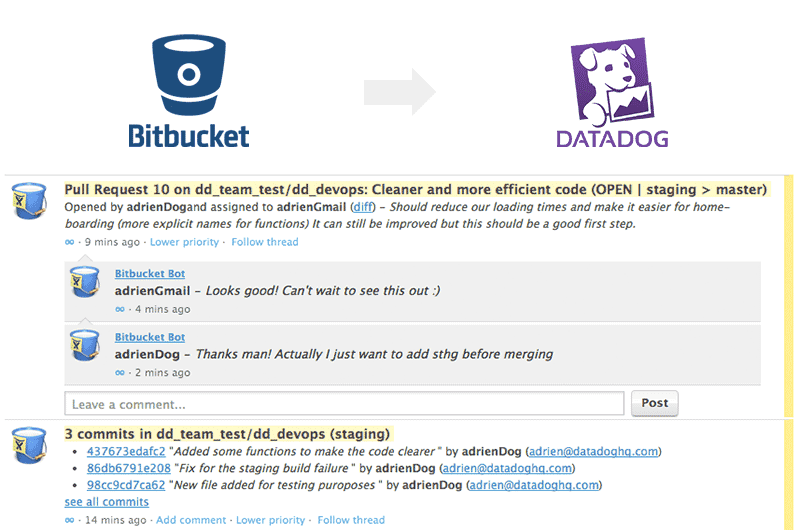 Bitbucket
DATADOG
Pull Request 10 on dd_team_test/dd_devops: Cleaner and more efficient code (OPEN | staging > master)
Opened by adrienDogand assigned to adrienGmail (diff) – Should reduce our loading times and make it easier for home-
boarding (more explicit names for functions) It can still be improved but this should be a good first step.
∞ · 9 mins ago · Lower priority · Follow thread
Bitbucket Bot
adrienGmail – Looks good! Can't wait to see this out :)
∞ · 4 mins ago
Bitbucket Bot
adrienDog – Thanks man! Actually I just want to add sthg before merging
∞ · 2 mins ago
Leave a comment... Post
3 commits in dd_team_test/dd_devops (staging)
• 437673edafc2 "Added some functions to make the code clearer " by adrienDog (adrien@datadoghq.com)
• 86db6791e208 "Fix for the staging build failure " by adrienDog (adrien@datadoghq.com)
• 98cc9cd7ca62 "New file added for testing puroposes " by adrienDog (adrien@datadoghq.com)
see all commits
∞ · 14 mins ago · Add comment · Lower priority · Follow thread